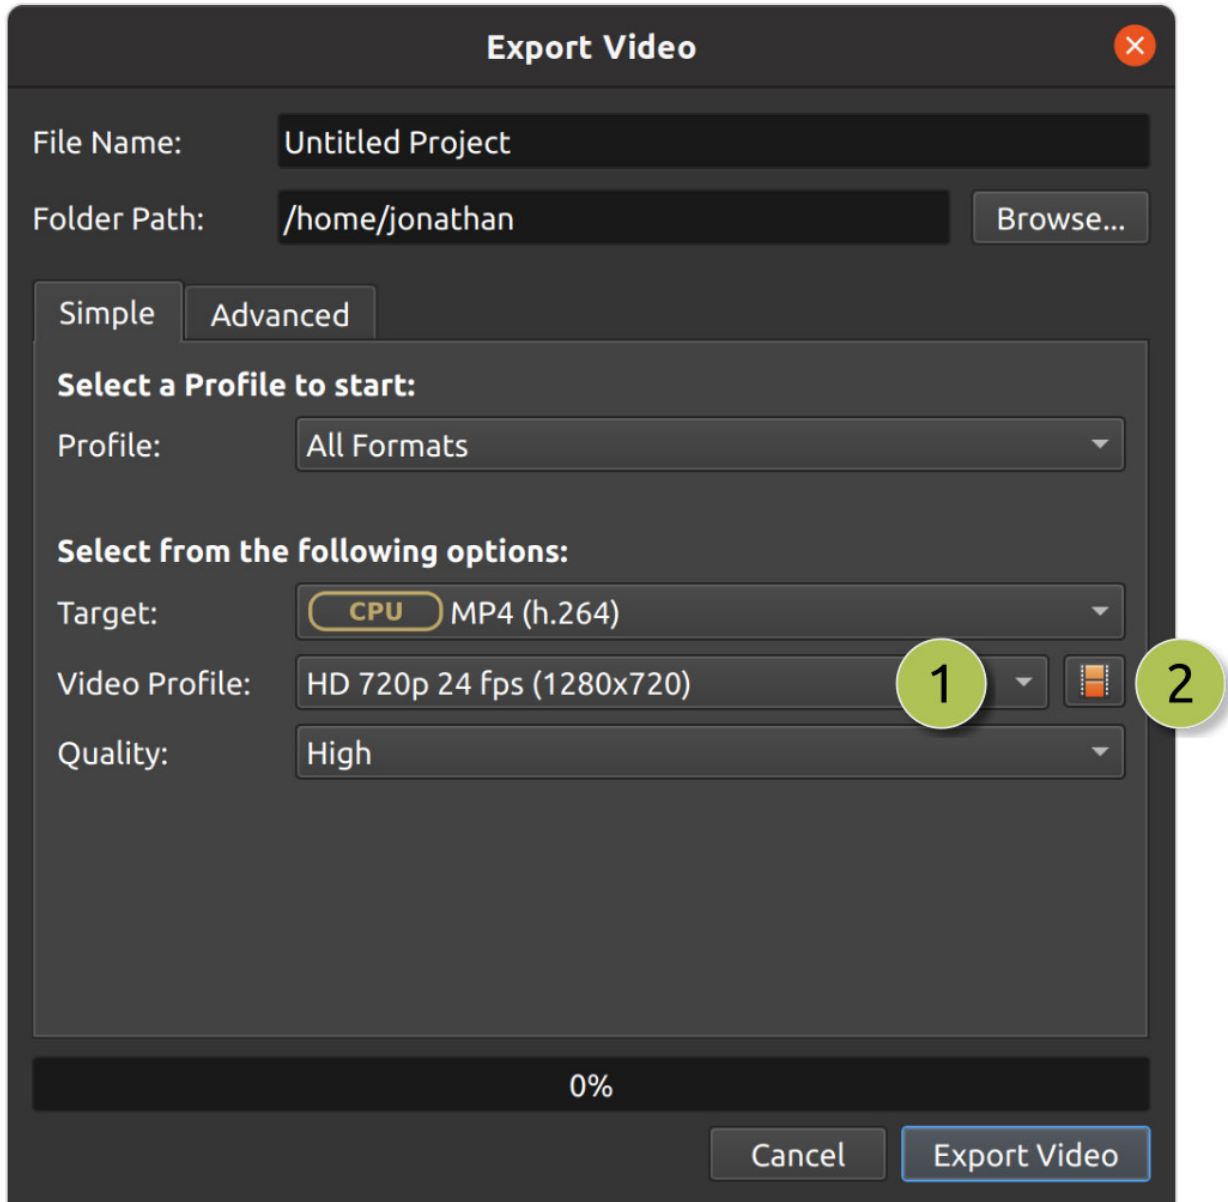 Export Video
File Name: Untitled Project
Folder Path: /home/jonathan Browse...
Simple Advanced
Select a Profile to start:
Profile: All Formats
Select from the following options:
Target: CPU MP4 (h.264)
Video Profile: HD 720p 24 fps (1280x720) 1 2
Quality: High
0%
Cancel Export Video